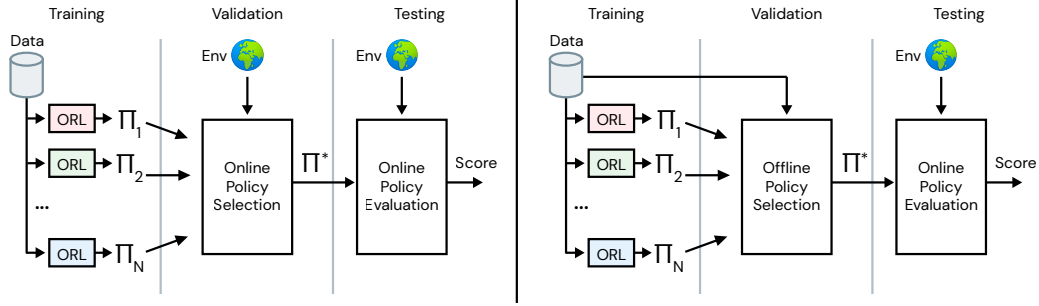 Training
Validation
Testing
Data
Env
Env
ORL
Π1
ORL
Π2
...
ORL
ΠN
Online
Policy
Selection
Π*
Online
Policy
Evaluation
Score
Training
Validation
Testing
Data
Env
ORL
Π1
ORL
Π2
...
ORL
ΠN
Offline
Policy
Selection
Π*
Online
Policy
Evaluation
Score